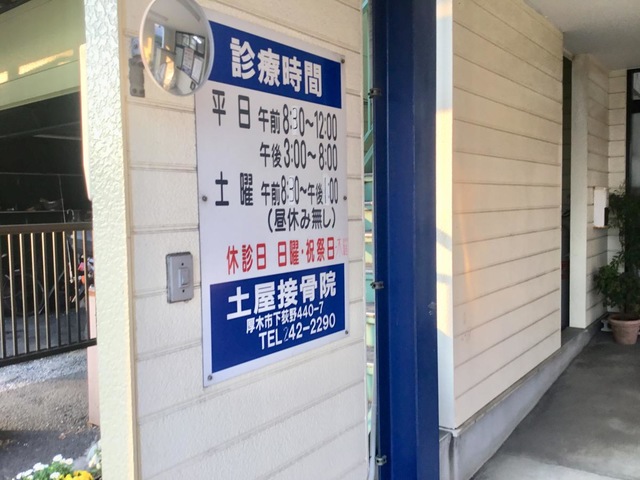 診療時間
平日 午前8:30～12:00
午後3:00～8:00
土曜 午前8:30～午後1:00
(昼休み無し)
休診日 日曜・祝祭日
土屋接骨院
厚木市下荻野440-7
TEL 242-2290